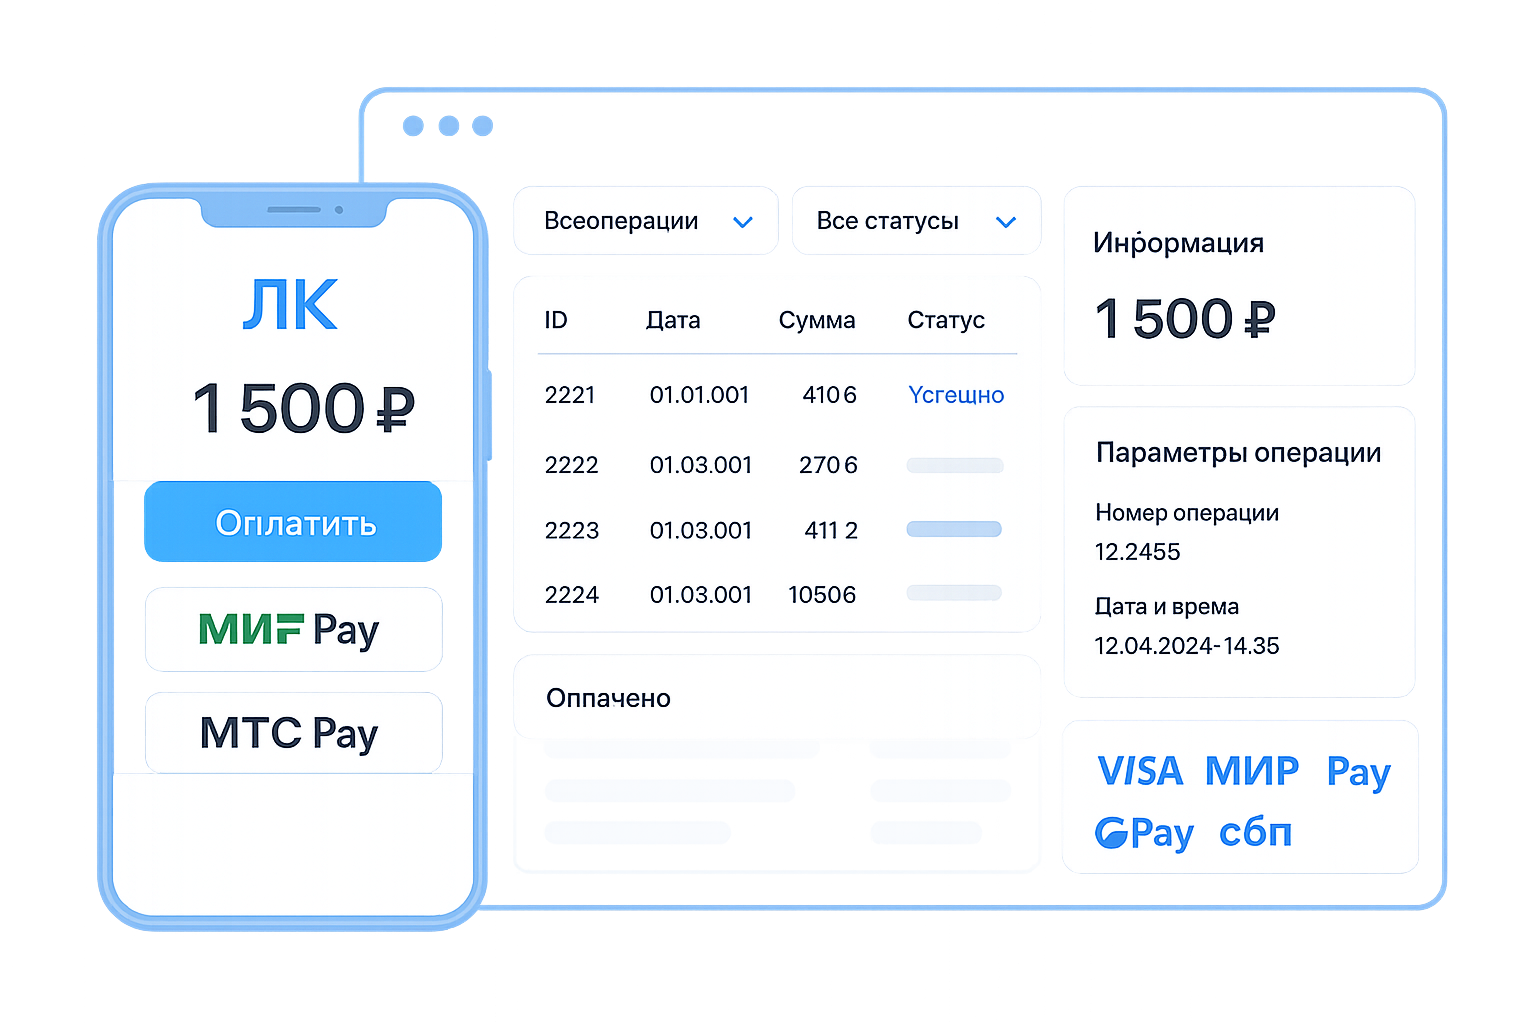 ЛК
1 500 ₽
Оплатить
МИF Pay
МТС Pay
Всеоперации
Все статусы
ID Дата Сумма Статус
2221 01.01.001 410 6 Усгещно
2222 01.03.001 270 6
2223 01.03.001 411 2
2224 01.03.001 10506
Оппачено
Информация
1 500 ₽
Параметры операции
Номер операции
12.2455
Дата и врема
12.04.2024-14.35
VISA МИР Pay
GPay сбп